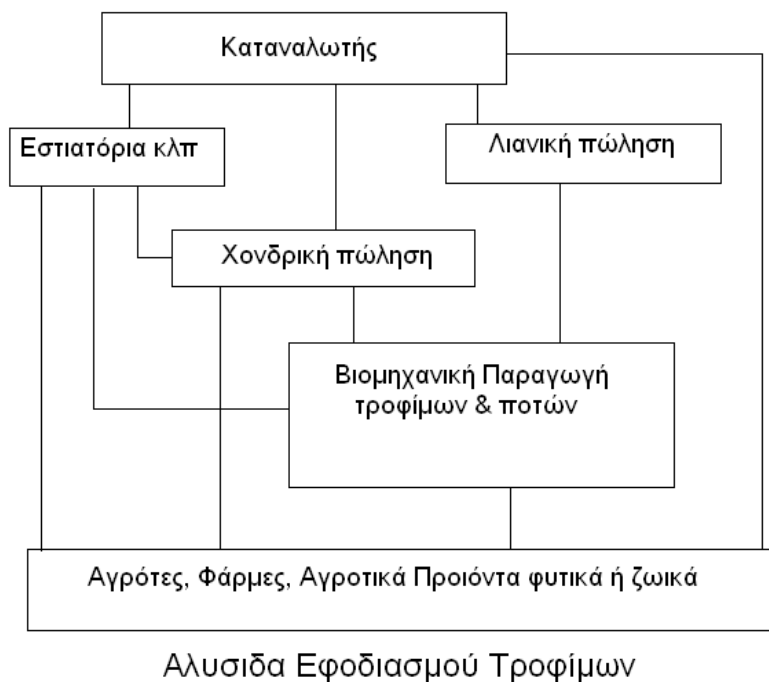 Καταναλωτής
Εστιατόρια κλπ
Λιανική πώληση
Χονδρική πώληση
Βιομηχανική Παραγωγή
τροφίμων & ποτών
Αγρότες, Φάρμες, Αγροτικά Προιόντα φυτικά ή ζωικά
Αλυσιδα Εφοδιασμού Τροφίμων